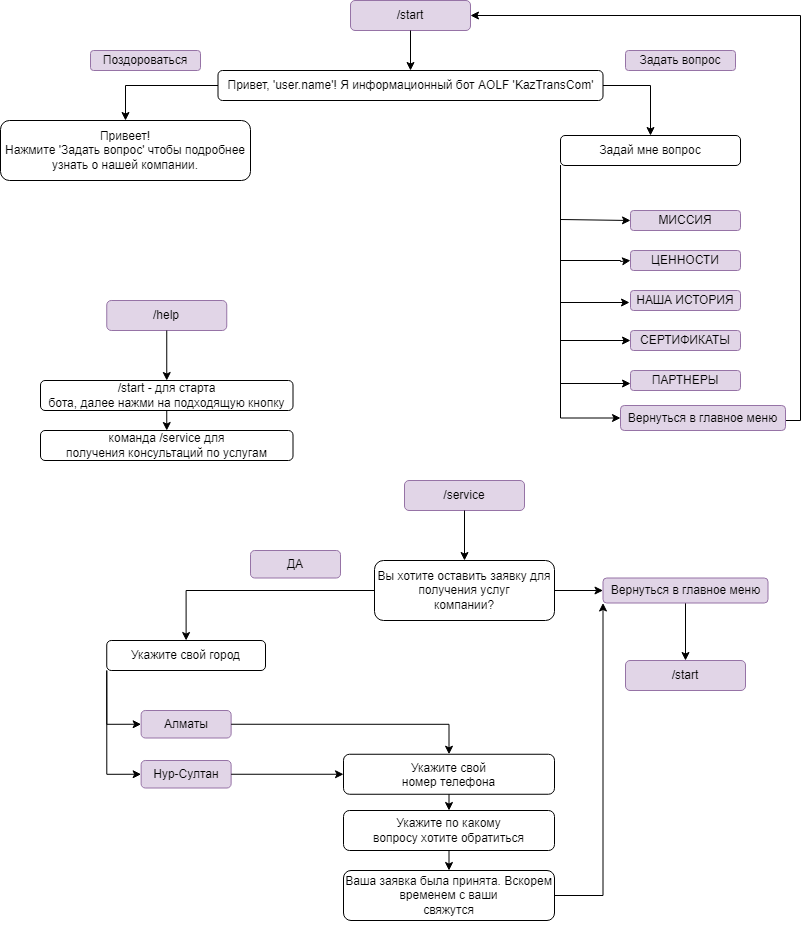 /start
Поздороваться
Задать вопрос
Привет, 'user.name'! Я информационный бот AOLF 'KazTransCom'
Привеет!
Нажмите 'Задать вопрос' чтобы подробнее
узнать о нашей компании.
Задай мне вопрос
МИССИЯ
ЦЕННОСТИ
НАША ИСТОРИЯ
СЕРТИФИКАТЫ
ПАРТНЕРЫ
Вернуться в главное меню
/help
/start - для старта
бота, далее нажми на подходящую кнопку
команда /service для
получения консультаций по услугам
/service
ДА
Вы хотите оставить заявку для
получения услуг
компании?
Вернуться в главное меню
/start
Укажите свой город
Алматы
Нур-Султан
Укажите свой
номер телефона
Укажите по какому
вопросу хотите обратиться
Ваша заявка была принята. Вскорем
временем с ваши
свяжутся